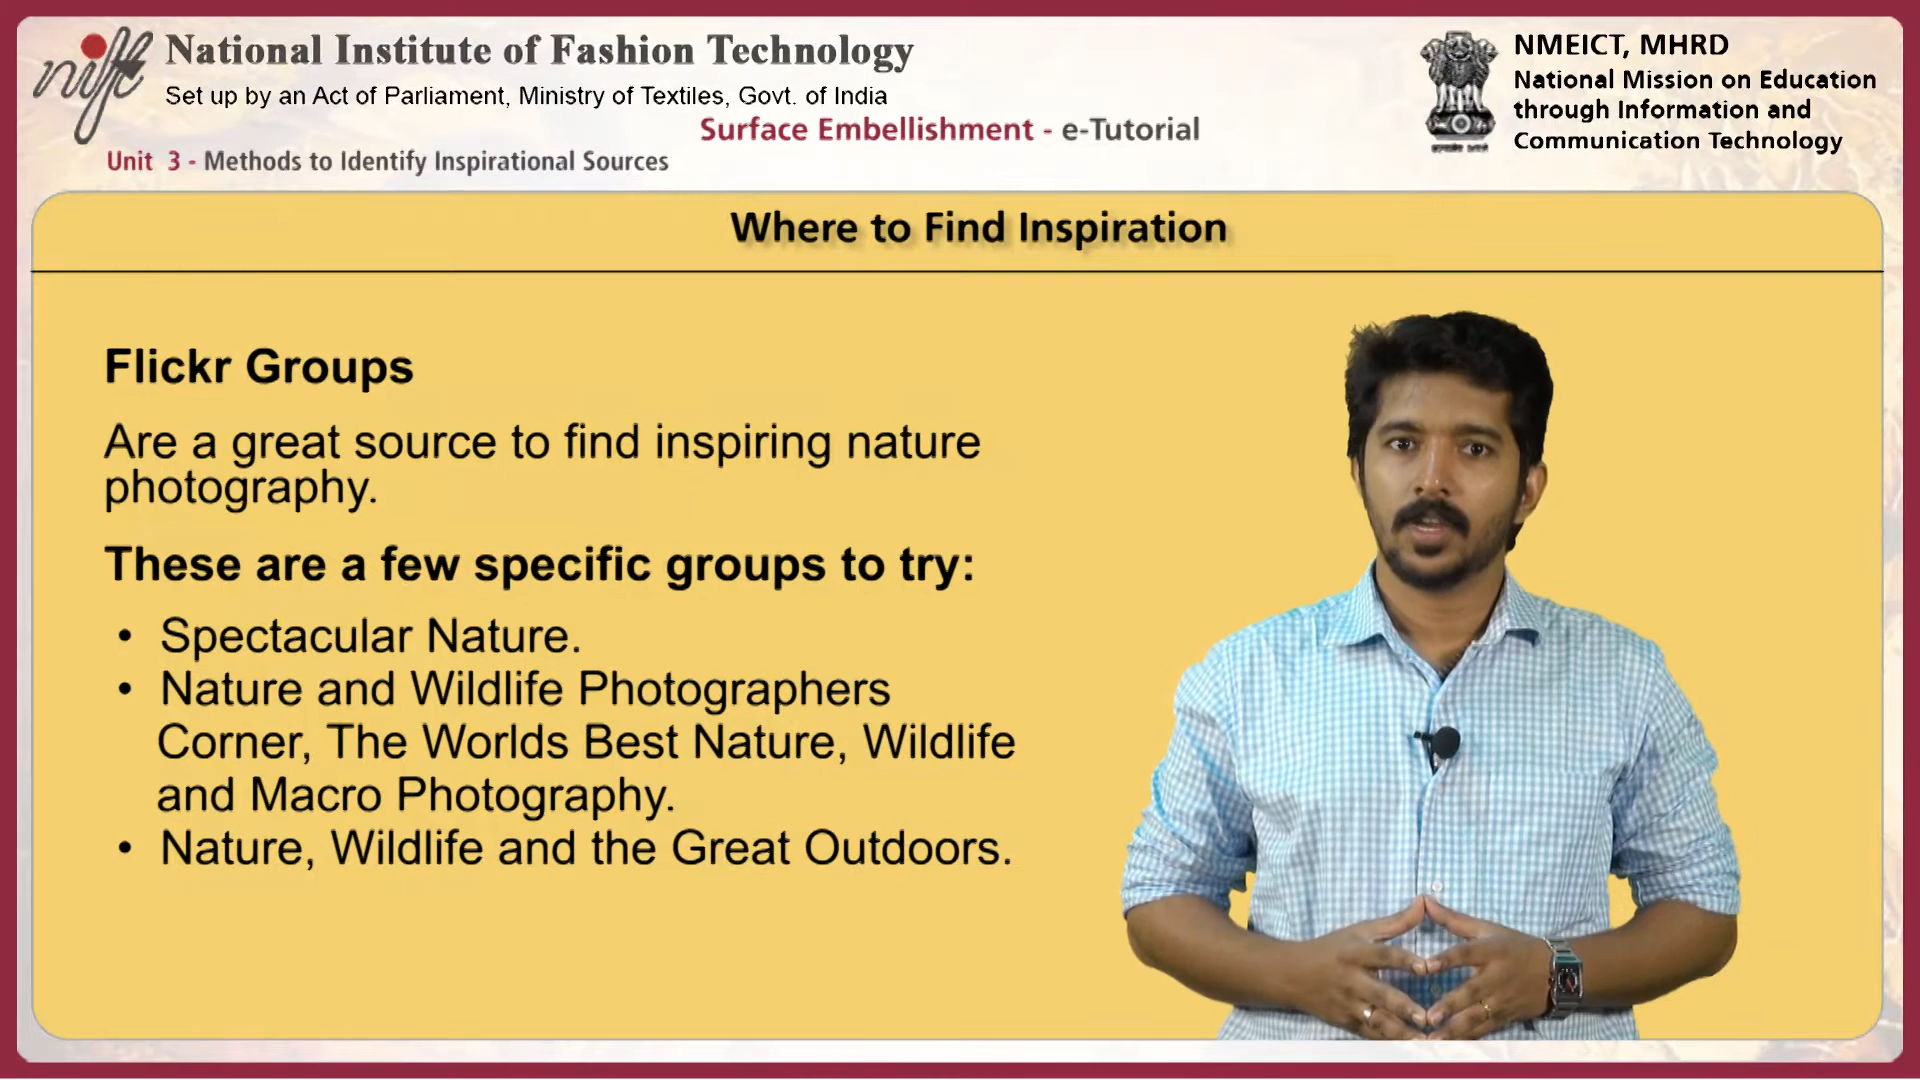 nift
National Institute of Fashion Technology
Set up by an Act of Parliament, Ministry of Textiles, Govt. of India
NMEICT, MHRD
National Mission on Education
through Information and
Communication Technology
Surface Embellishment - e-Tutorial
Unit 3 - Methods to Identify Inspirational Sources
Where to Find Inspiration
Flickr Groups
Are a great source to find inspiring nature
photography.
These are a few specific groups to try:
• Spectacular Nature.
• Nature and Wildlife Photographers
Corner, The Worlds Best Nature, Wildlife
and Macro Photography.
• Nature, Wildlife and the Great Outdoors.